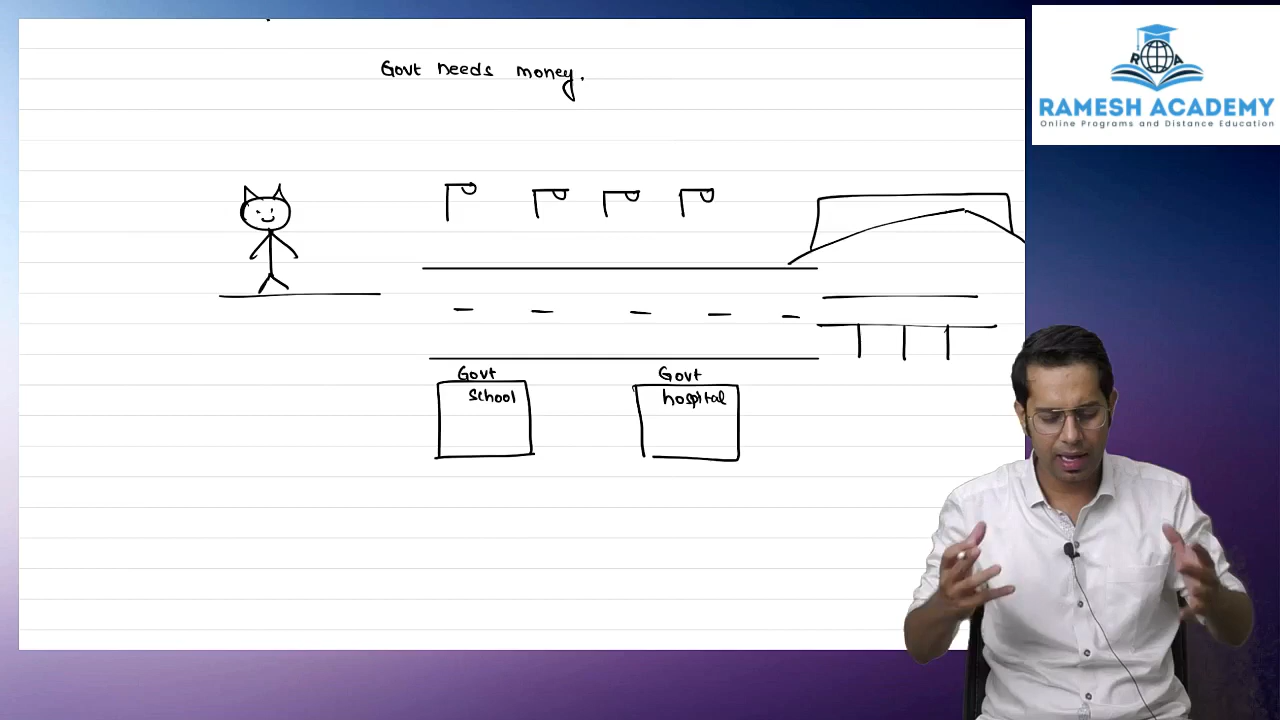 Govt needs money.
R A
RAMESH ACADEMY
Online Programs and Distance Education
Govt
school
Govt
hospital